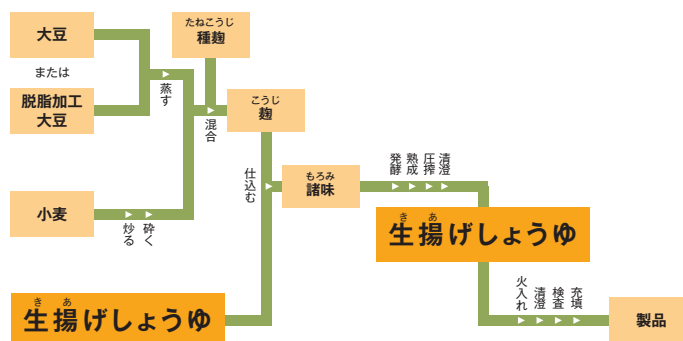 大豆
または
脱脂加工
大豆
小麦
蒸す
炒る
砕く
たねこうじ
種麹
混合
こうじ
麹
き あ
生揚げしょうゆ
仕込む
もろみ
諸味
発酵
熟成
圧搾
清澄
き あ
生揚げしょうゆ
火入れ
清澄
検査
充填
製品